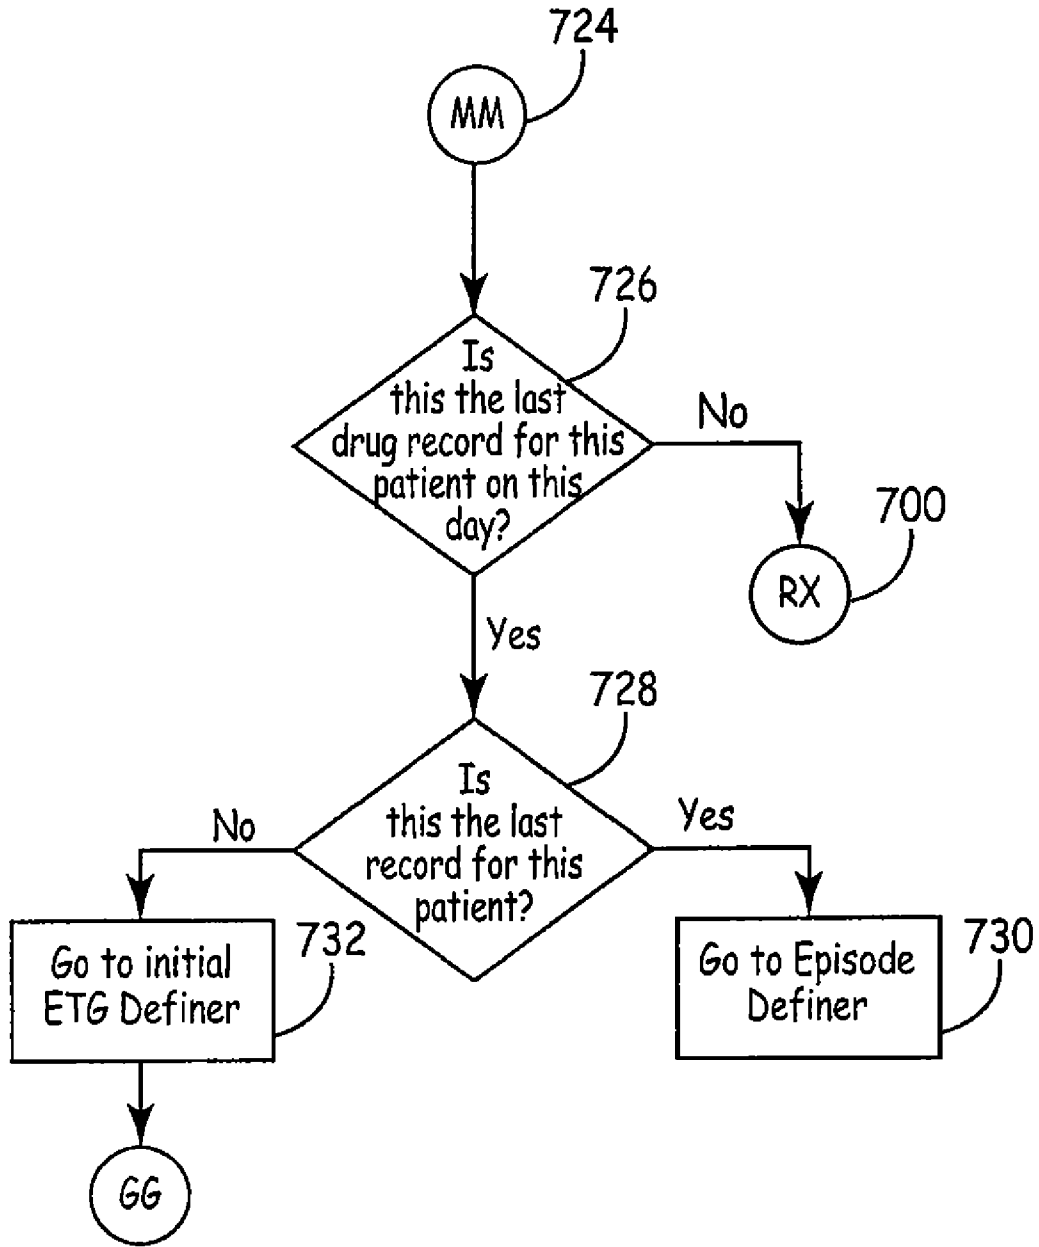 724
MM
726
Is
this the last
drug record for this
patient on this
day?
No
700
RX
Yes
728
Is
this the last
record for this
patient?
No
Yes
732
Go to initial
ETG Definer
730
Go to Episode
Definer
GG